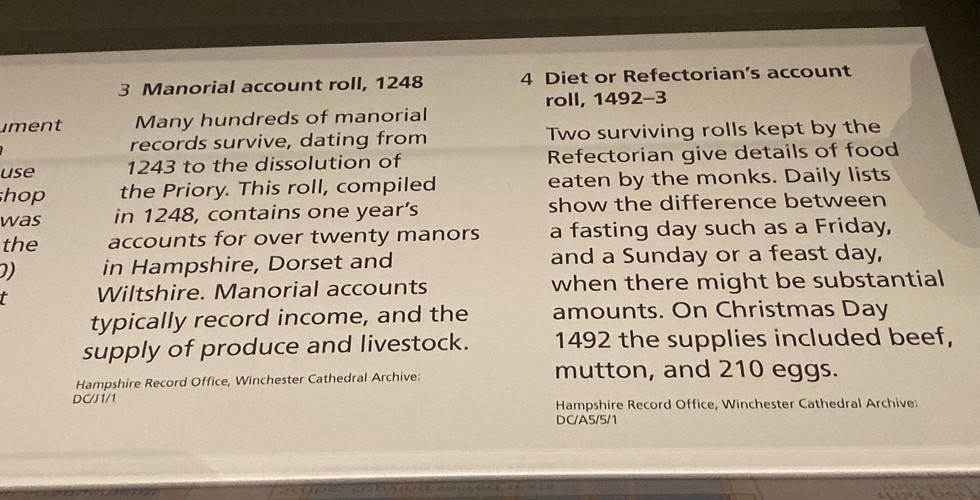 ument
use
shop
was
the
0)
t
3 Manorial account roll, 1248
Many hundreds of manorial
records survive, dating from
1243 to the dissolution of
the Priory. This roll, compiled
in 1248, contains one year's
accounts for over twenty manors
in Hampshire, Dorset and
Wiltshire. Manorial accounts
typically record income, and the
supply of produce and livestock.
Hampshire Record Office, Winchester Cathedral Archive:
DC/J1/1
4 Diet or Refectorian's account
roll, 1492–3
Two surviving rolls kept by the
Refectorian give details of food
eaten by the monks. Daily lists
show the difference between
a fasting day such as a Friday,
and a Sunday or a feast day,
when there might be substantial
amounts. On Christmas Day
1492 the supplies included beef,
mutton, and 210 eggs.
Hampshire Record Office, Winchester Cathedral Archive:
DC/A5/5/1